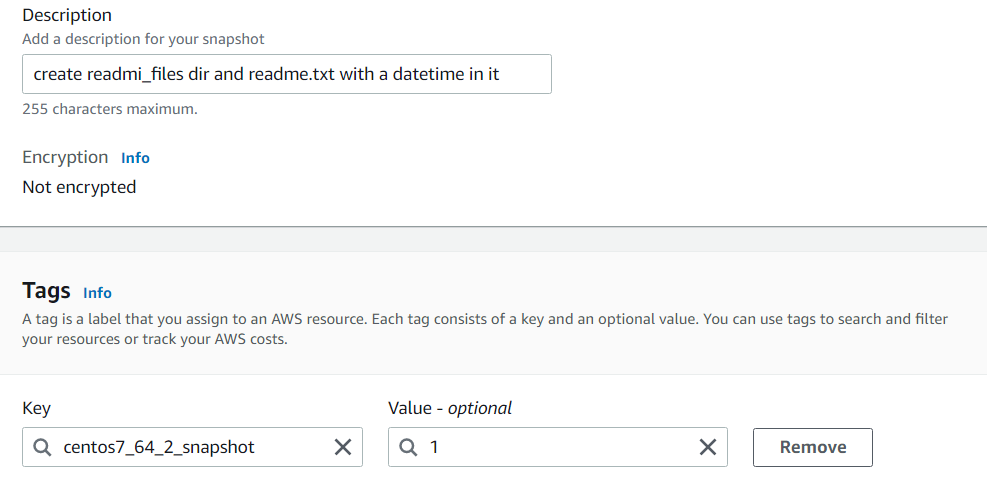 Description
Add a description for your snapshot
create readmi_files dir and readme.txt with a datetime in it
255 characters maximum.
Encryption Info
Not encrypted
Tags Info
A tag is a label that you assign to an AWS resource. Each tag consists of a key and an optional value. You can use tags to search and filter
your resources or track your AWS costs.
Key Value - optional
centos7_64_2_snapshot 1 Remove